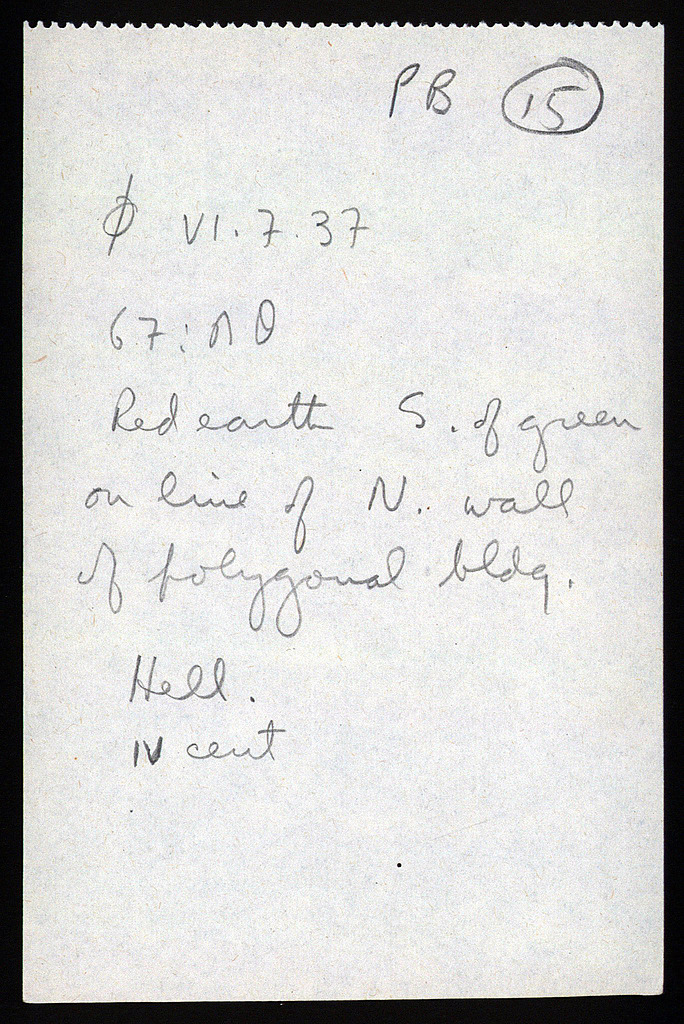 PB 15
φ VI. 7. 37
67: ΛΘ
Red earth S. of green
on line of N. wall
of polygonal bldg.
Hell.
IV cent